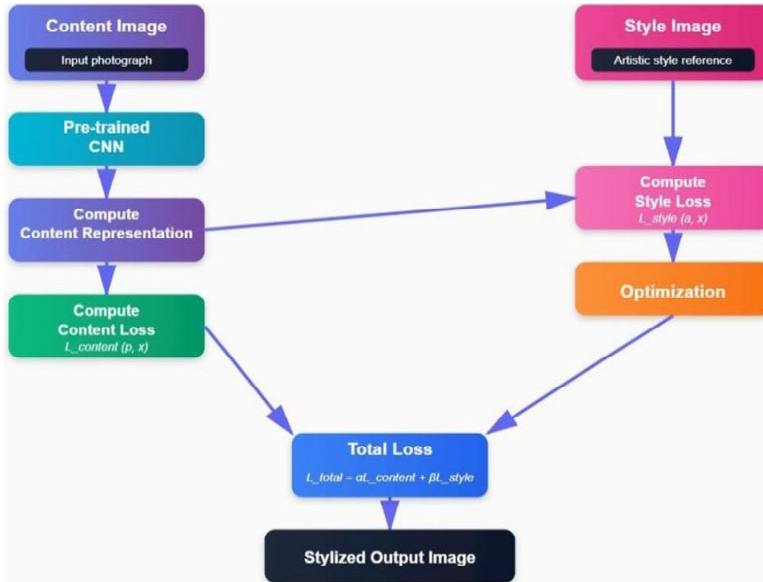 Content Image
Input photograph
Style Image
Artistic style reference
Pre-trained
CNN
Compute
Content Representation
Compute
Style Loss
L_style (a, x)
Compute
Content Loss
L_content (p, x)
Optimization
Total Loss
L_total = αL_content + βL_style
Stylized Output Image